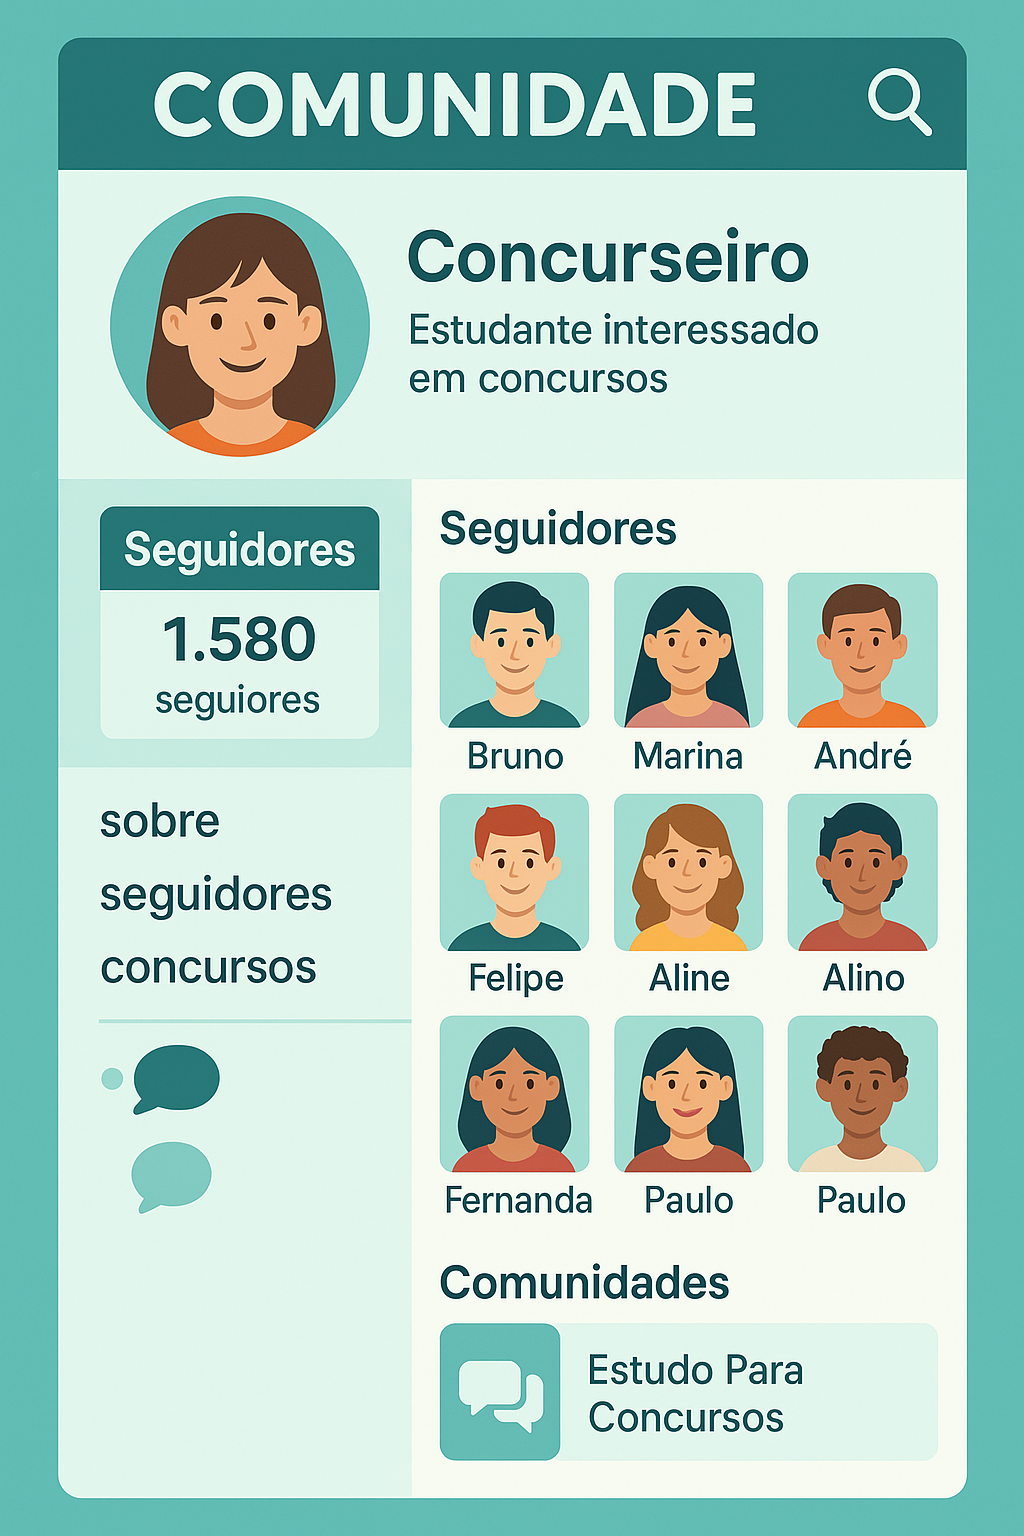 COMUNIDADE
Concurseiro
Estudante interessado
em concursos
Seguidores
1.580
seguiores
sobre
seguidores
concursos
Seguidores
Bruno
Marina
André
Felipe
Aline
Alino
Fernanda
Paulo
Paulo
Comunidades
Estudo Para
Concursos